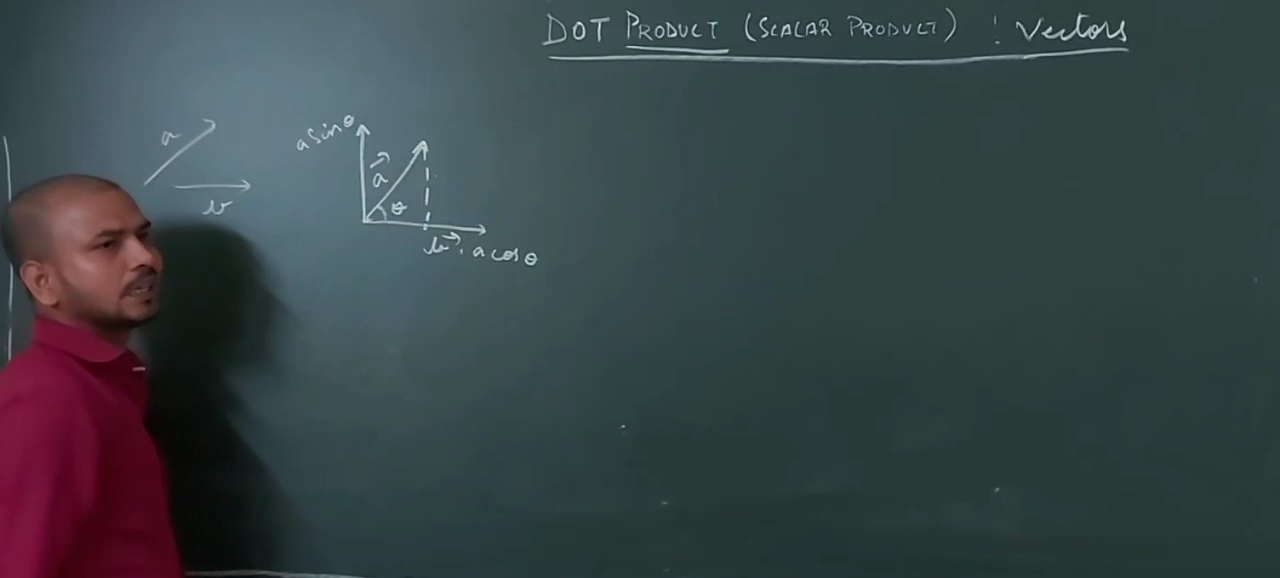 DOT PRODUCT (SCALAR PRODUCT) : Vectors
a
b
a sinθ
a⃗
θ
b⃗, a cosθ